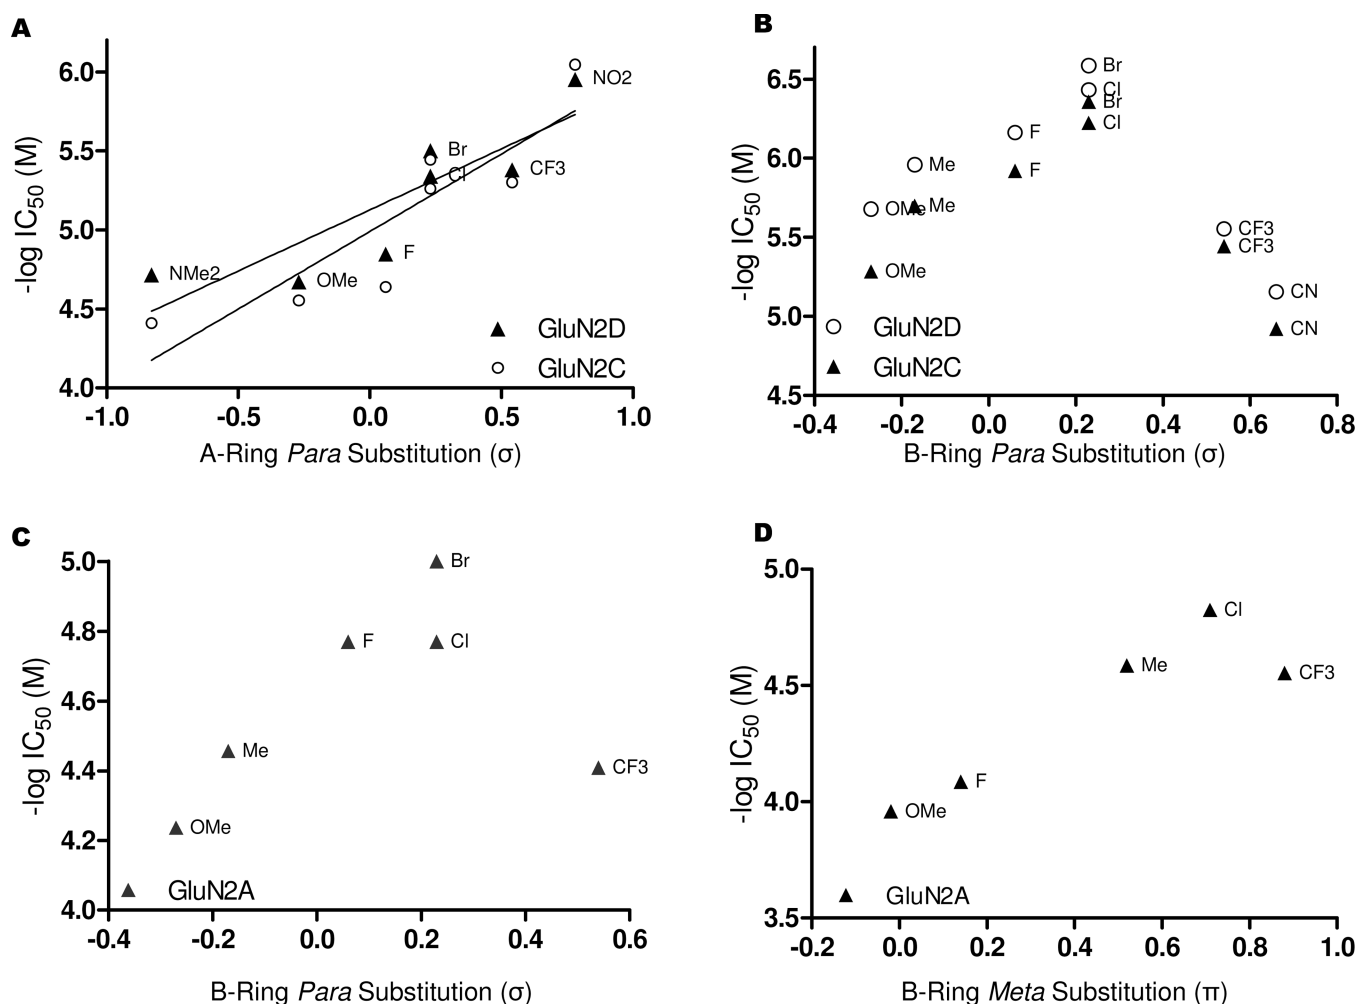 A
-log IC50 (M)
6.0
5.5
5.0
4.5
4.0
NO2
Br
Cl
CF3
F
NMe2
OMe
GluN2D
GluN2C
-1.0 -0.5 0.0 0.5 1.0
A-Ring Para Substitution (σ)
B
-log IC50 (M)
6.5
6.0
5.5
5.0
4.5
Br
Cl
Br
Cl
F
Me
F
OMe
Me
CF3
CF3
OMe
CN
CN
GluN2D
GluN2C
-0.4 -0.2 0.0 0.2 0.4 0.6 0.8
B-Ring Para Substitution (σ)
C
-log IC50 (M)
5.0
4.8
4.6
4.4
4.2
4.0
Br
F
Cl
Me
CF3
OMe
GluN2A
-0.4 -0.2 0.0 0.2 0.4 0.6
B-Ring Para Substitution (σ)
D
-log IC50 (M)
5.0
4.5
4.0
3.5
Cl
Me
CF3
F
OMe
GluN2A
-0.2 0.0 0.2 0.4 0.6 0.8 1.0
B-Ring Meta Substitution (π)